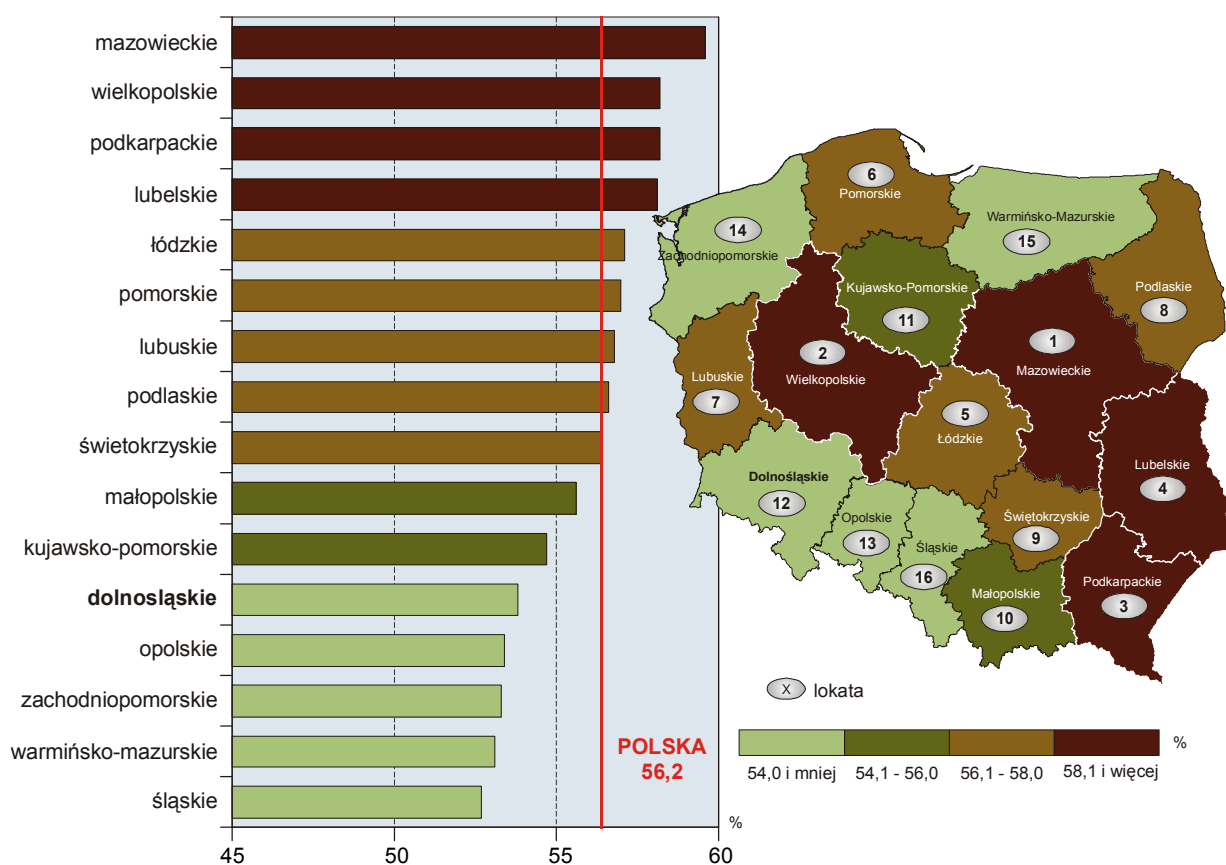 mazowieckie
wielkopolskie
podkarpackie
lubelskie
łódzkie
pomorskie
lubuskie
podlaskie
świetokrzyskie
małopolskie
kujawsko-pomorskie
dolnosląskie
opolskie
zachodniopomorskie
warmińsko-mazurskie
śląskie
POLSKA
56,2
%
45
50
55
60
6
Pomorskie
14
Zachodniopomorskie
Warmińsko-Mazurskie
15
Podlaskie
8
Kujawsko-Pomorskie
11
1
Mazowieckie
2
Wielkopolskie
Lubuskie
7
5
Łódzkie
Lubelskie
4
Dolnośląskie
12
Opolskie
13
Śląskie
16
Świętokrzyskie
9
Małopolskie
10
Podkarpackie
3
X lokata
%
54,0 i mniej
54,1 - 56,0
56,1 - 58,0
58,1 i więcej